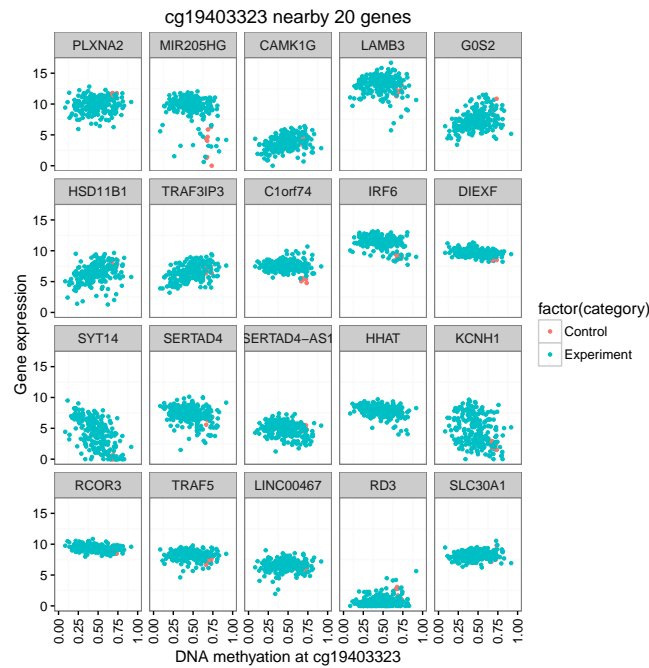 cg19403323 nearby 20 genes
PLXNA2 MIR205HG CAMK1G LAMB3 G0S2
15
10
5
0
HSD11B1 TRAF3IP3 C1orf74 IRF6 DIEXF
15
10
5
0
SYT14 SERTAD4 SERTAD4−AS1 HHAT KCNH1
15
10
5
0
RCOR3 TRAF5 LINC00467 RD3 SLC30A1
15
10
5
0
0.00 0.25 0.50 0.75 1.00 0.00 0.25 0.50 0.75 1.00 0.00 0.25 0.50 0.75 1.00 0.00 0.25 0.50 0.75 1.00 0.00 0.25 0.50 0.75 1.00
DNA methyation at cg19403323
Gene expression
factor(category)
Control
Experiment